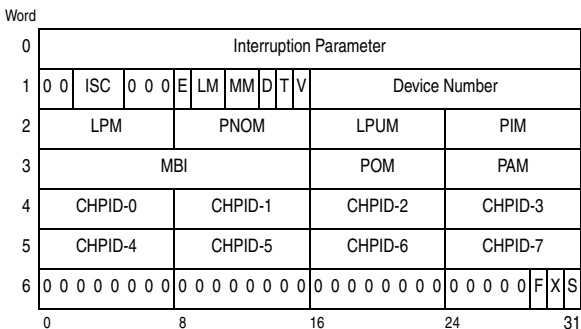 Word
0 Interruption Parameter
1 0 0 ISC 0 0 0 E LM MM D T V Device Number
2 LPM PNOM LPUM PIM
3 MBI POM PAM
4 CHPID-0 CHPID-1 CHPID-2 CHPID-3
5 CHPID-4 CHPID-5 CHPID-6 CHPID-7
6 0 0 0 0 0 0 0 0 0 0 0 0 0 0 0 0 0 0 0 0 0 0 0 0 0 0 0 0 0 F X S
0 8 16 24 31